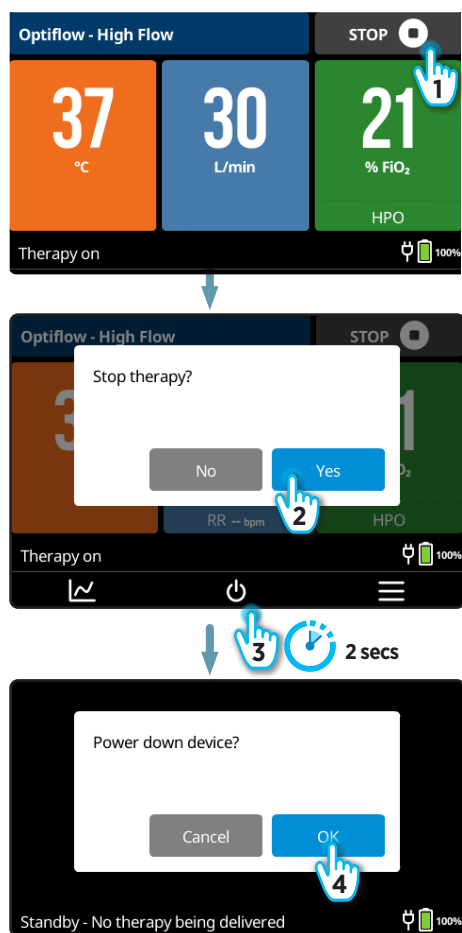 Optiflow - High Flow
STOP
1
37
°C
30
L/min
21
% FiO₂
HPO
Therapy on
100%
Optiflow - High Flow
STOP
Stop therapy?
3
1
No
Yes
2
RR -- bpm
HPO
Therapy on
100%
3
2 secs
Power down device?
Cancel
OK
4
Standby - No therapy being delivered
100%